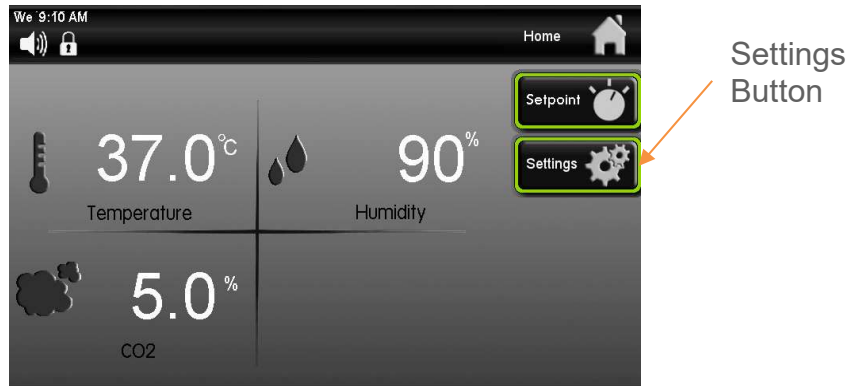 We 9:10 AM
Home
Setpoint
Settings
37.0°C
90%
Temperature
Humidity
5.0%
CO2
Settings
Button